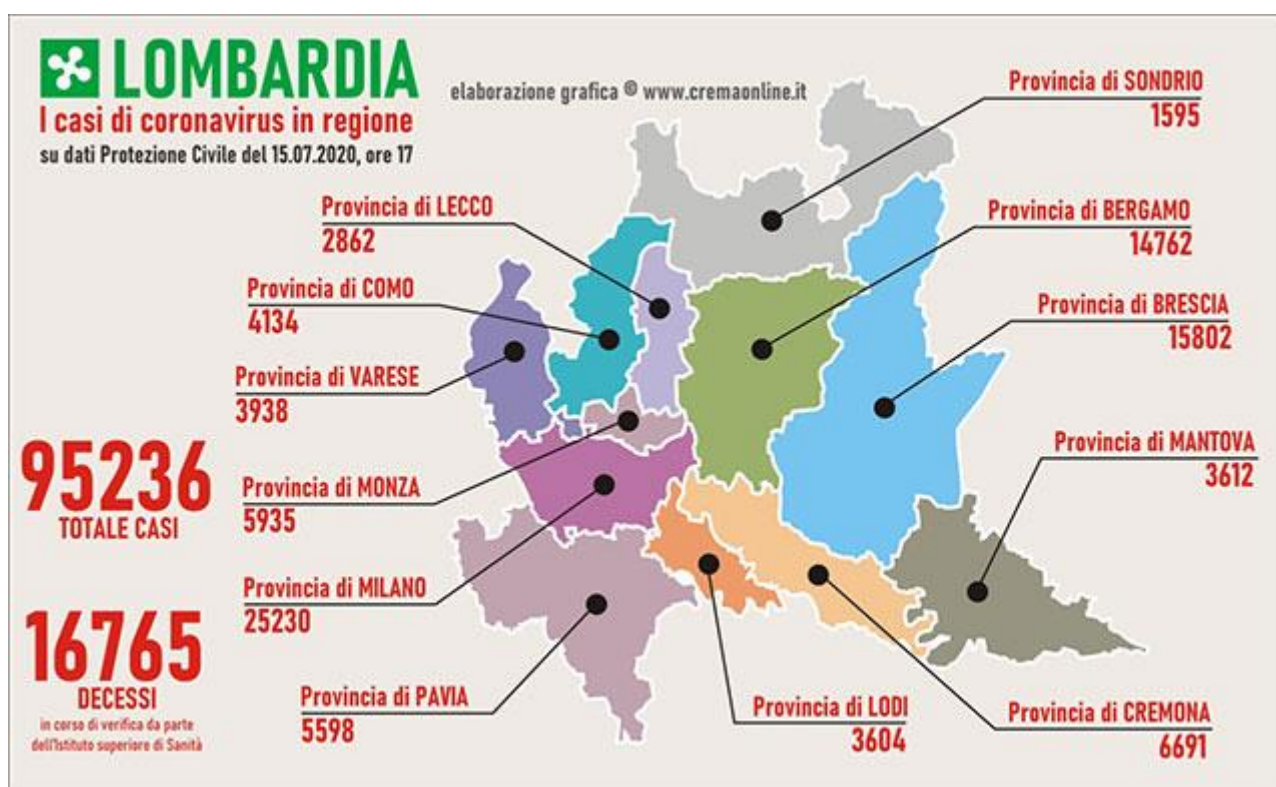 LOMBARDIA
I casi di coronavirus in regione
su dati Protezione Civile del 15.07.2020, ore 17
elaborazione grafica © www.cremaonline.it
Provincia di SONDRIO
1595
Provincia di LECCO
2862
Provincia di BERGAMO
14762
Provincia di COMO
4134
Provincia di BRESCIA
15802
Provincia di VARESE
3938
Provincia di MANTOVA
3612
95236
TOTALE CASI
Provincia di MONZA
5935
Provincia di MILANO
25230
16765
DECESSI
in corso di verifica da parte
dell'Istituto superiore di Sanità
Provincia di PAVIA
5598
Provincia di LODI
3604
Provincia di CREMONA
6691